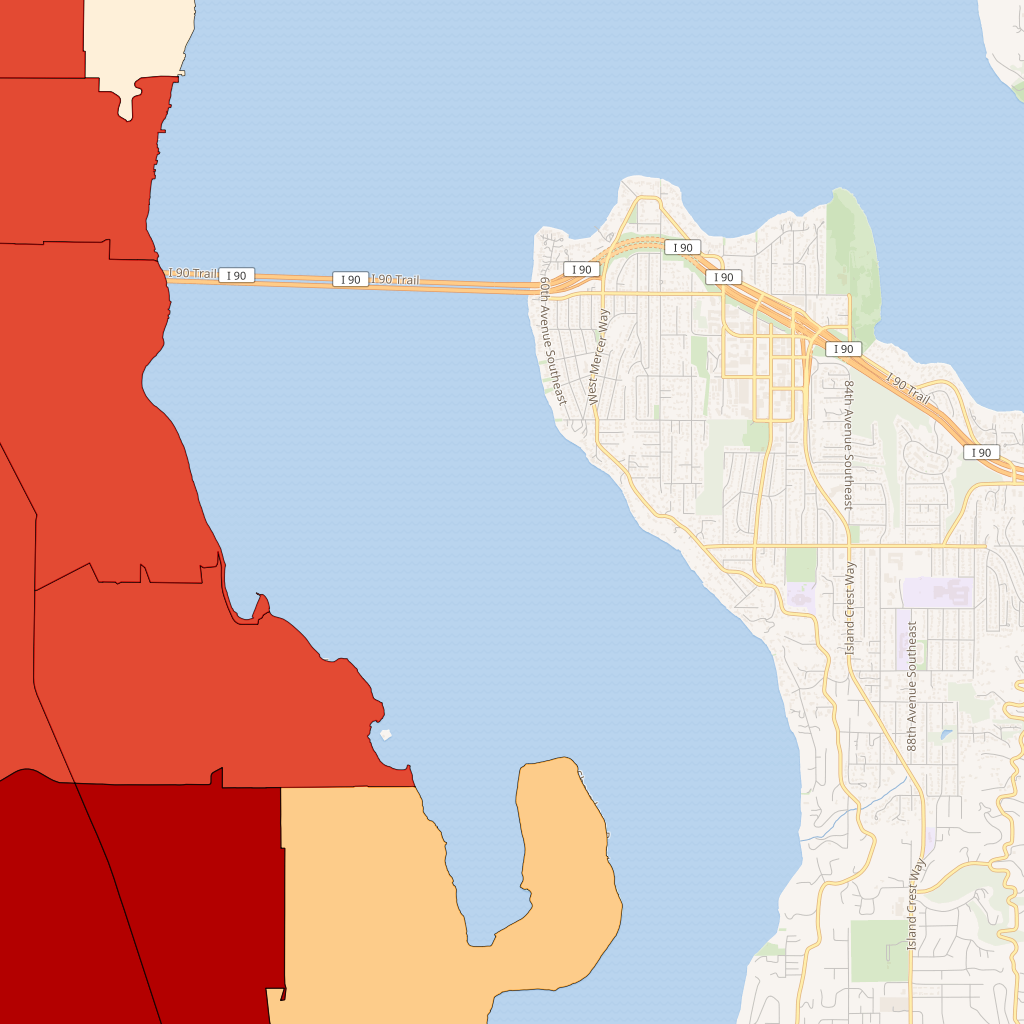 I 90
I 90
I 90
I 90 Trail
I 90
I 90 Trail
I 90
60th Avenue Southeast
West Mercer Way
I 90
I 90 Trail
84th Avenue Southeast
I 90
Island Crest Way
88th Avenue Southeast
Island Crest Way